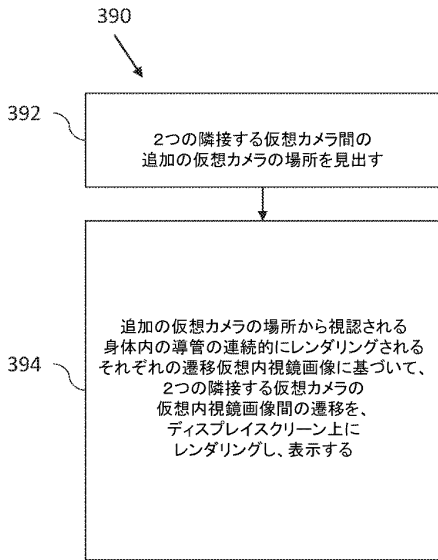 390
392
2つの隣接する仮想カメラ間の
追加の仮想カメラの場所を見出す
394
追加の仮想カメラの場所から視認される
身体内の導管の連続的にレンダリングされる
それぞれの遷移仮想内視鏡画像に基づいて、
2つの隣接する仮想カメラの
仮想内視鏡画像間の遷移を、
ディスプレイスクリーン上に
レンダリングし、表示する